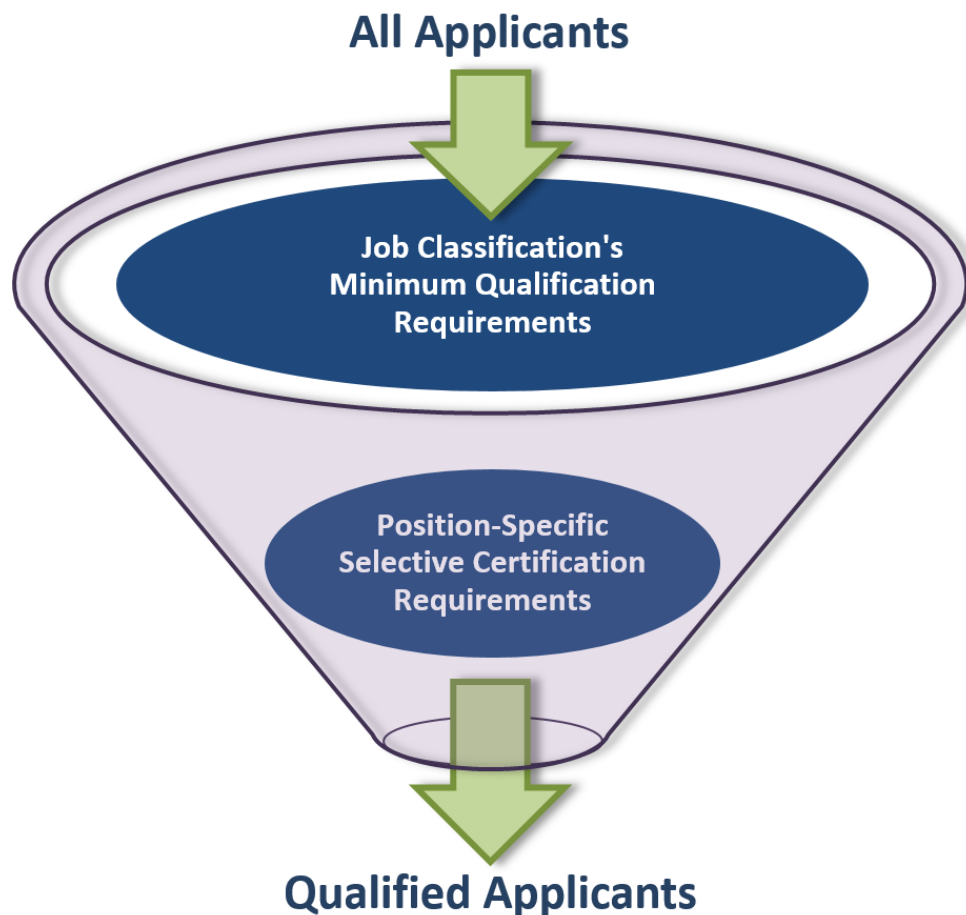 All Applicants
Job Classification's
Minimum Qualification
Requirements
Position-Specific
Selective Certification
Requirements
Qualified Applicants